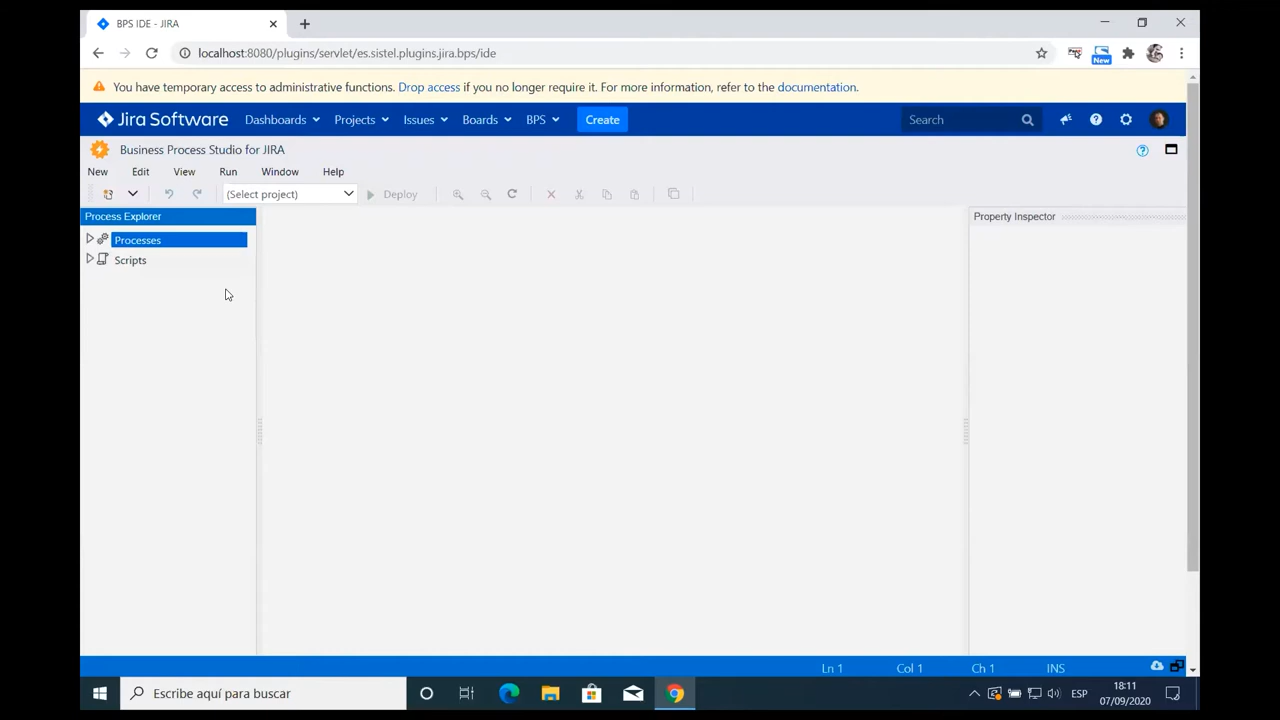 BPS IDE - JIRA
localhost:8080/plugins/servlet/es.sistel.plugins.jira.bps/ide
New
You have temporary access to administrative functions. Drop access if you no longer require it. For more information, refer to the documentation.
Jira Software Dashboards Projects Issues Boards BPS Create Search
Business Process Studio for JIRA
New Edit View Run Window Help
(Select project) Deploy
Process Explorer
Property Inspector
Processes
Scripts
Ln 1 Col 1 Ch 1 INS
Escribe aquí para buscar
ESP
18:11
07/09/2020